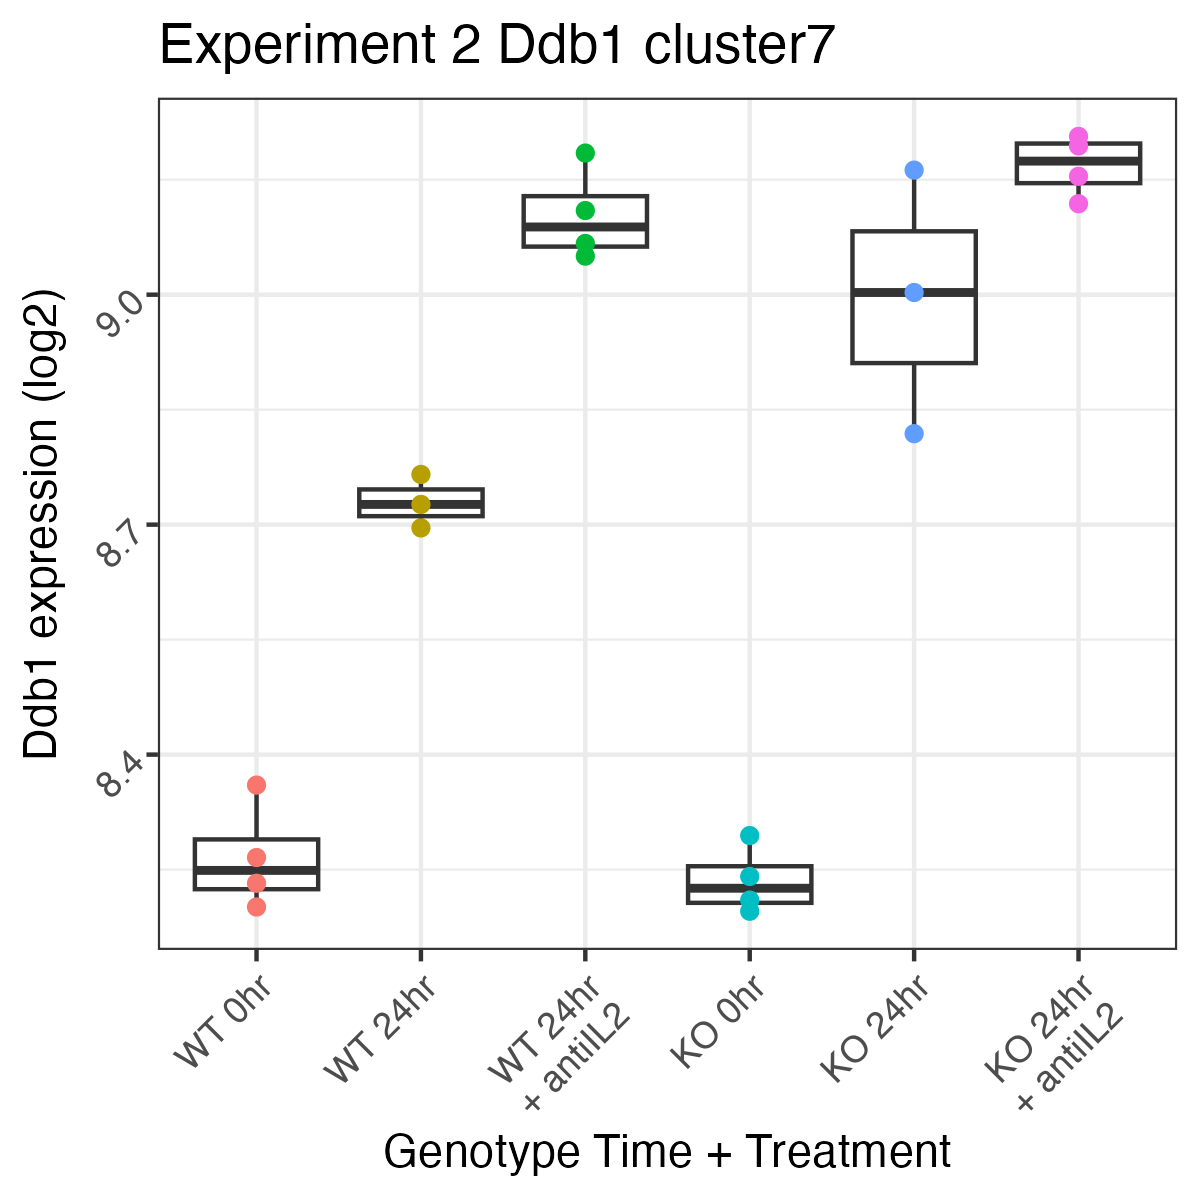 Experiment 2 Ddb1 cluster7
Ddb1 expression (log2)
9.0
8.7
8.4
WT 0hr
WT 24hr
WT 24hr
+ antiIL2
KO 0hr
KO 24hr
KO 24hr
+ antiIL2
Genotype Time + Treatment